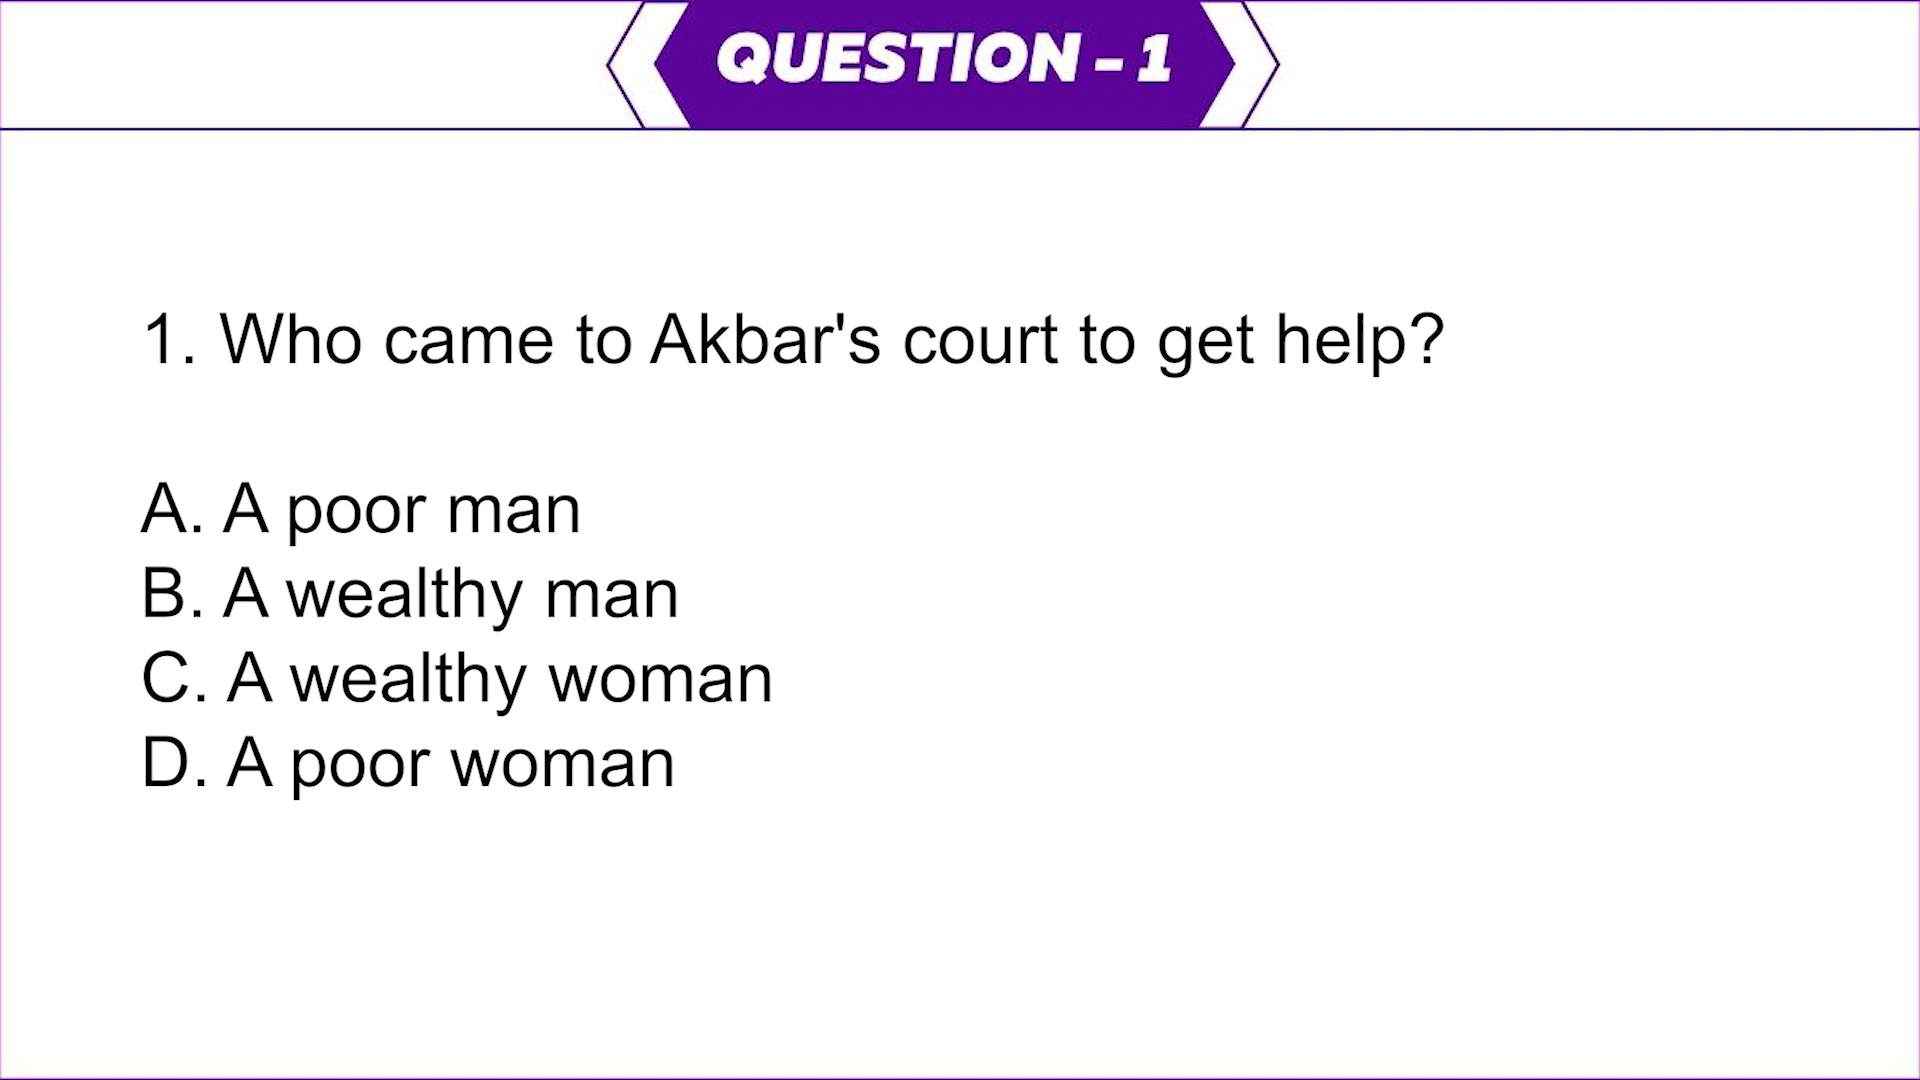 QUESTION - 1
1. Who came to Akbar's court to get help?
A. A poor man
B. A wealthy man
C. A wealthy woman
D. A poor woman